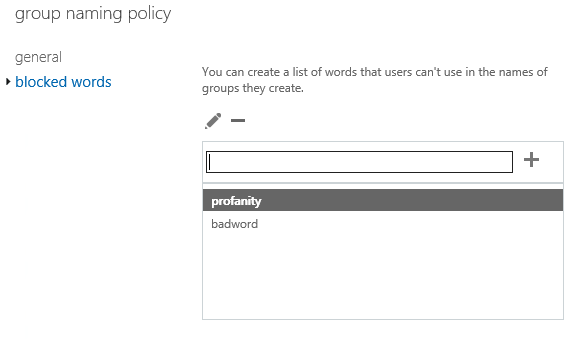 group naming policy
general
blocked words
You can create a list of words that users can't use in the names of
groups they create.
profanity
badword